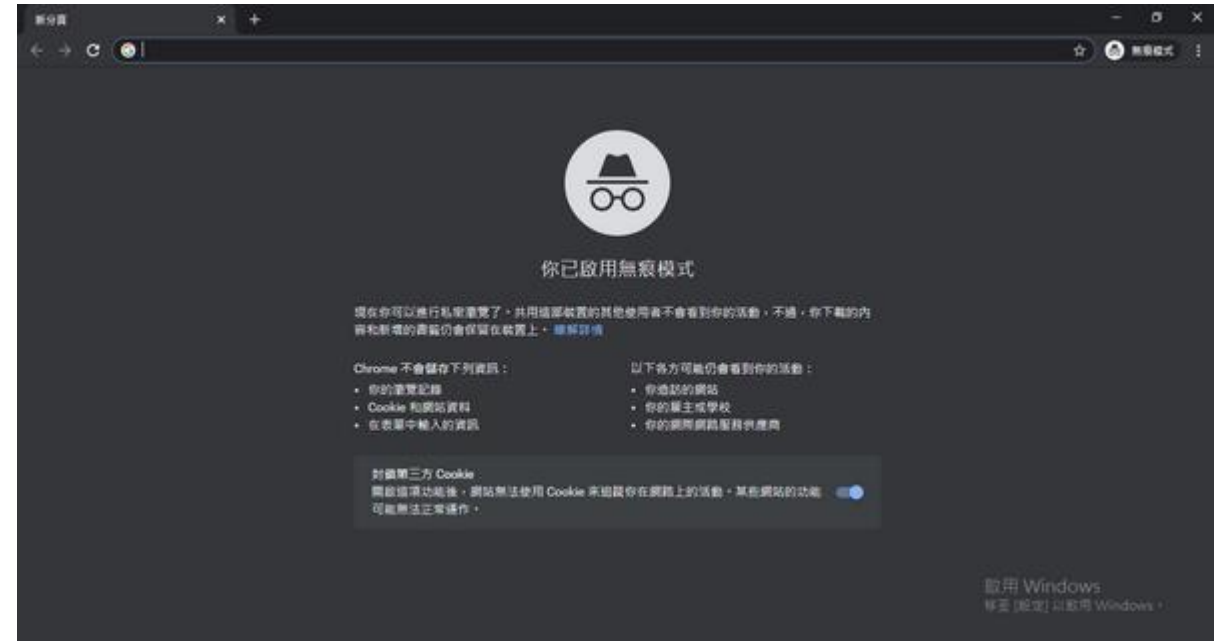 新分頁
無痕模式
你已啟用無痕模式
現在你可以進行私密瀏覽了。共用這部裝置的其他使用者不會看到你的活動，不過，你下載的內
容和新增的書籤仍會保留在裝置上。 瞭解詳情
Chrome 不會儲存下列資訊：
• 你的瀏覽記錄
• Cookie 和網站資料
• 在表單中輸入的資訊
以下各方可能仍會看到你的活動：
• 你造訪的網站
• 你的雇主或學校
• 你的網際網路服務供應商
封鎖第三方 Cookie
開啟這項功能後，網站無法使用 Cookie 來追蹤你在網路上的活動。某些網站的功能
可能無法正常運作。
啟用 Windows
移至 [設定] 以啟用 Windows。